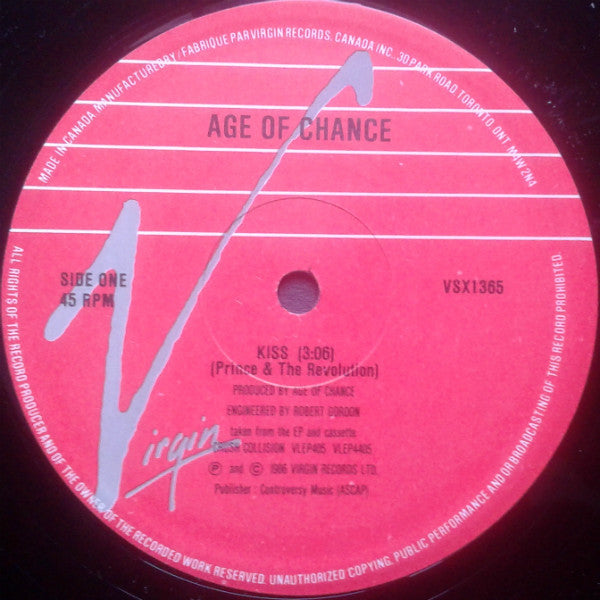 MADE IN CANADA MANUFACTURED BY/FABRIQUE PAR VIRGIN RECORDS. CANADA INC., 30 PARK ROAD. TORONTO. ONT. M4W 2N4
AGE OF CHANCE
SIDE ONE
45 RPM
VSX1365
KISS (3:06)
(Prince & The Revolution)
PRODUCED BY AGE OF CHANCE
ENGINEERED BY ROBERT GORDON
taken from the EP and cassette
CRUSH COLLISION VLEP405 VLEP4405
Ⓟ and © 1986 VIRGIN RECORDS LTD.
Publisher : Controversy Music (ASCAP)
Virgin
ALL RIGHTS OF THE RECORD PRODUCER AND OF THE OWNER OF THE RECORDED WORK RESERVED. UNAUTHORIZED COPYING, PUBLIC PERFORMANCE AND/OR BROADCASTING OF THIS RECORD PROHIBITED.